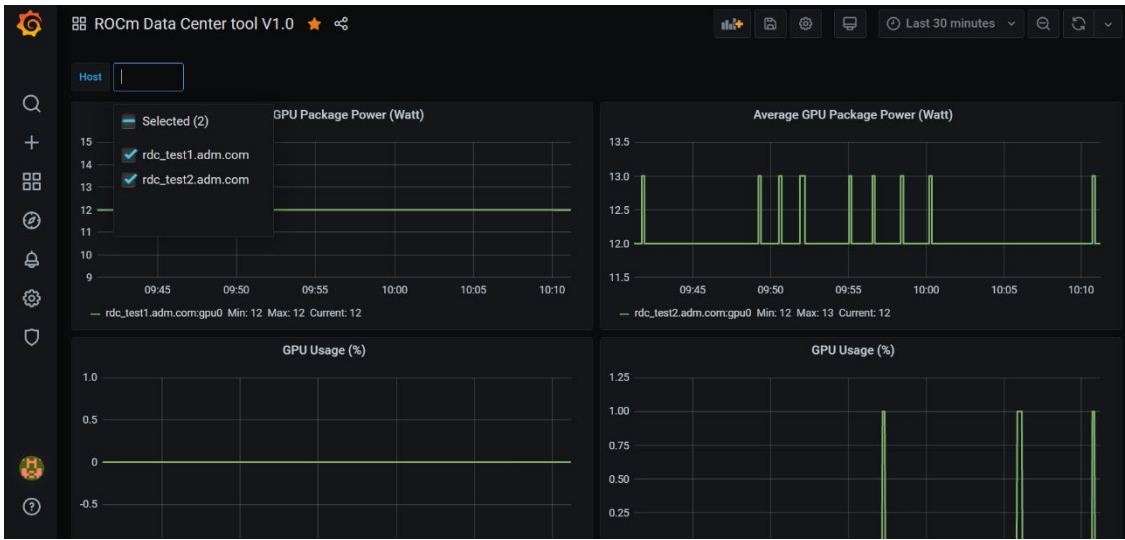 ROCm Data Center tool V1.0
Last 30 minutes
Host
Selected (2)
rdc_test1.adm.com
rdc_test2.adm.com
GPU Package Power (Watt)
15
14
13
12
11
10
9
09:45 09:50 09:55 10:00 10:05 10:10
rdc_test1.adm.com:gpu0 Min: 12 Max: 12 Current: 12
Average GPU Package Power (Watt)
13.5
13.0
12.5
12.0
11.5
09:45 09:50 09:55 10:00 10:05 10:10
rdc_test2.adm.com:gpu0 Min: 12 Max: 13 Current: 12
GPU Usage (%)
1.0
0.5
0
-0.5
GPU Usage (%)
1.25
1.00
0.75
0.50
0.25